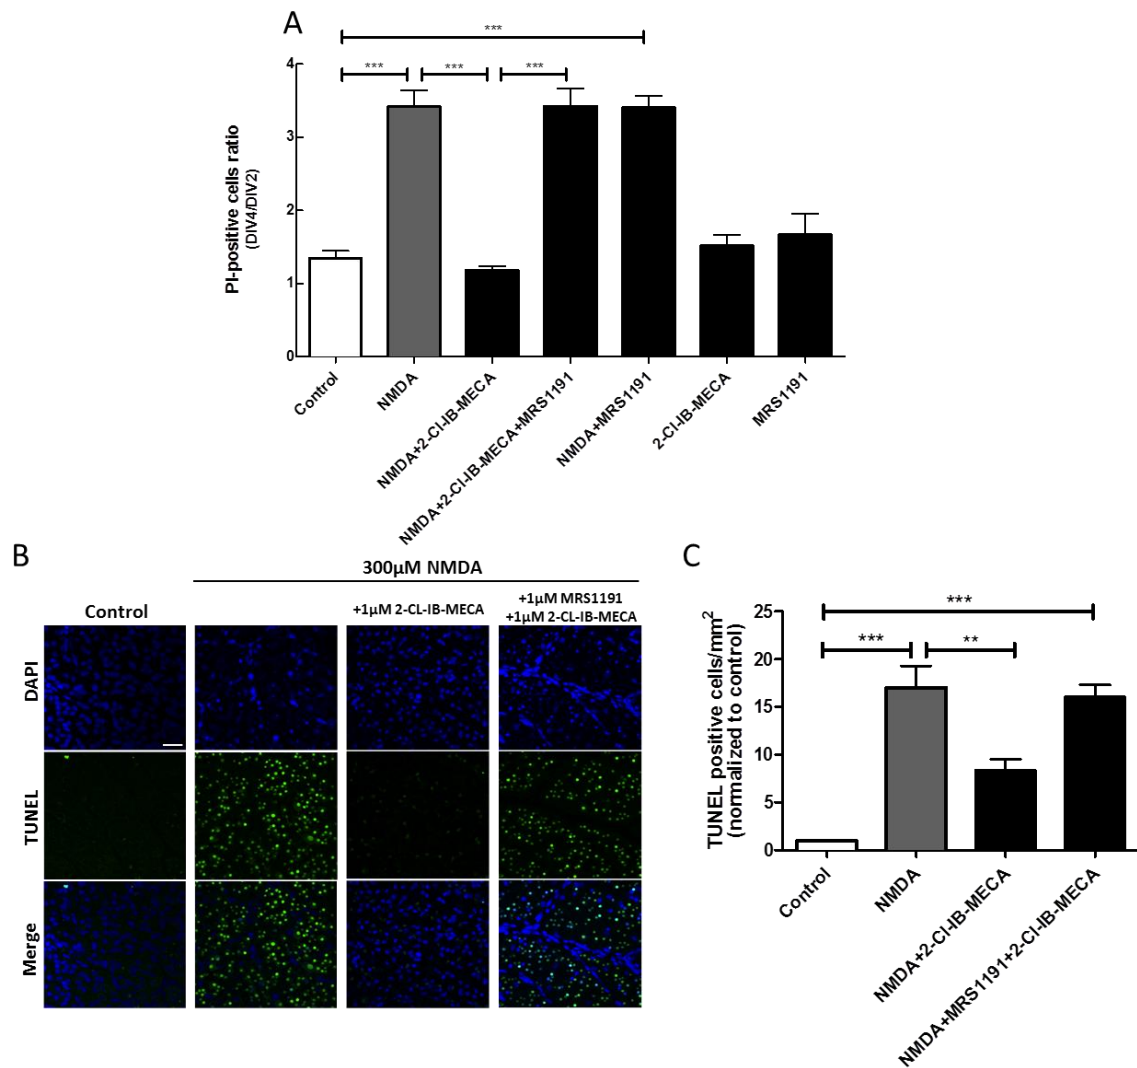 A
***
*** *** ***
4
3
2
1
0
PI-positive cells ratio
(DIV4/DIV2)
Control
NMDA
NMDA+2-Cl-IB-MECA
NMDA+2-Cl-IB-MECA+MRS1191
NMDA+MRS1191
2-Cl-IB-MECA
MRS1191
B
300µM NMDA
Control
+1µM 2-CL-IB-MECA
+1µM MRS1191
+1µM 2-CL-IB-MECA
DAPI
TUNEL
Merge
C
***
*** **
25
20
15
10
5
0
TUNEL positive cells/mm²
(normalized to control)
Control
NMDA
NMDA+2-Cl-IB-MECA
NMDA+MRS1191+2-Cl-IB-MECA